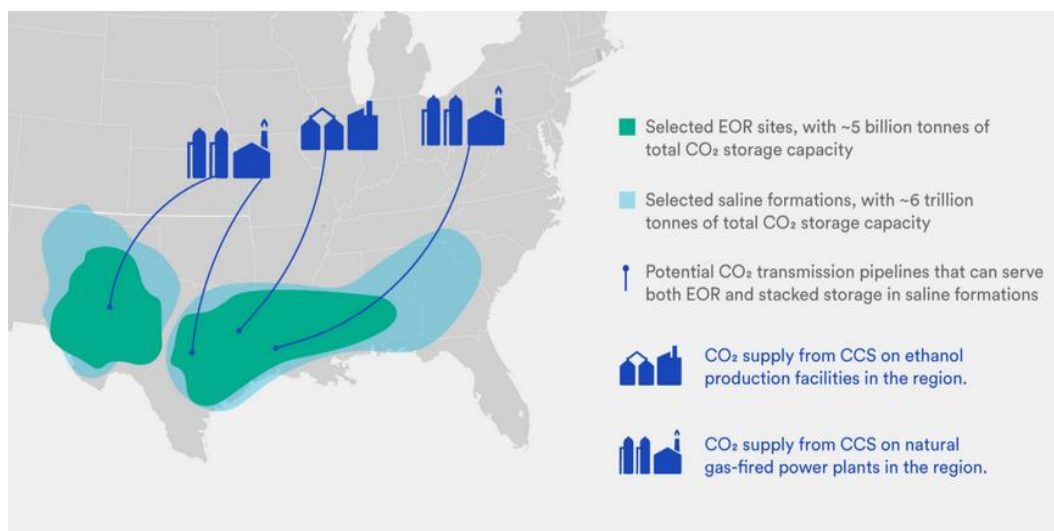 Selected EOR sites, with ~5 billion tonnes of
total CO₂ storage capacity
Selected saline formations, with ~6 trillion
tonnes of total CO₂ storage capacity
Potential CO₂ transmission pipelines that can serve
both EOR and stacked storage in saline formations
CO₂ supply from CCS on ethanol
production facilities in the region.
CO₂ supply from CCS on natural
gas-fired power plants in the region.